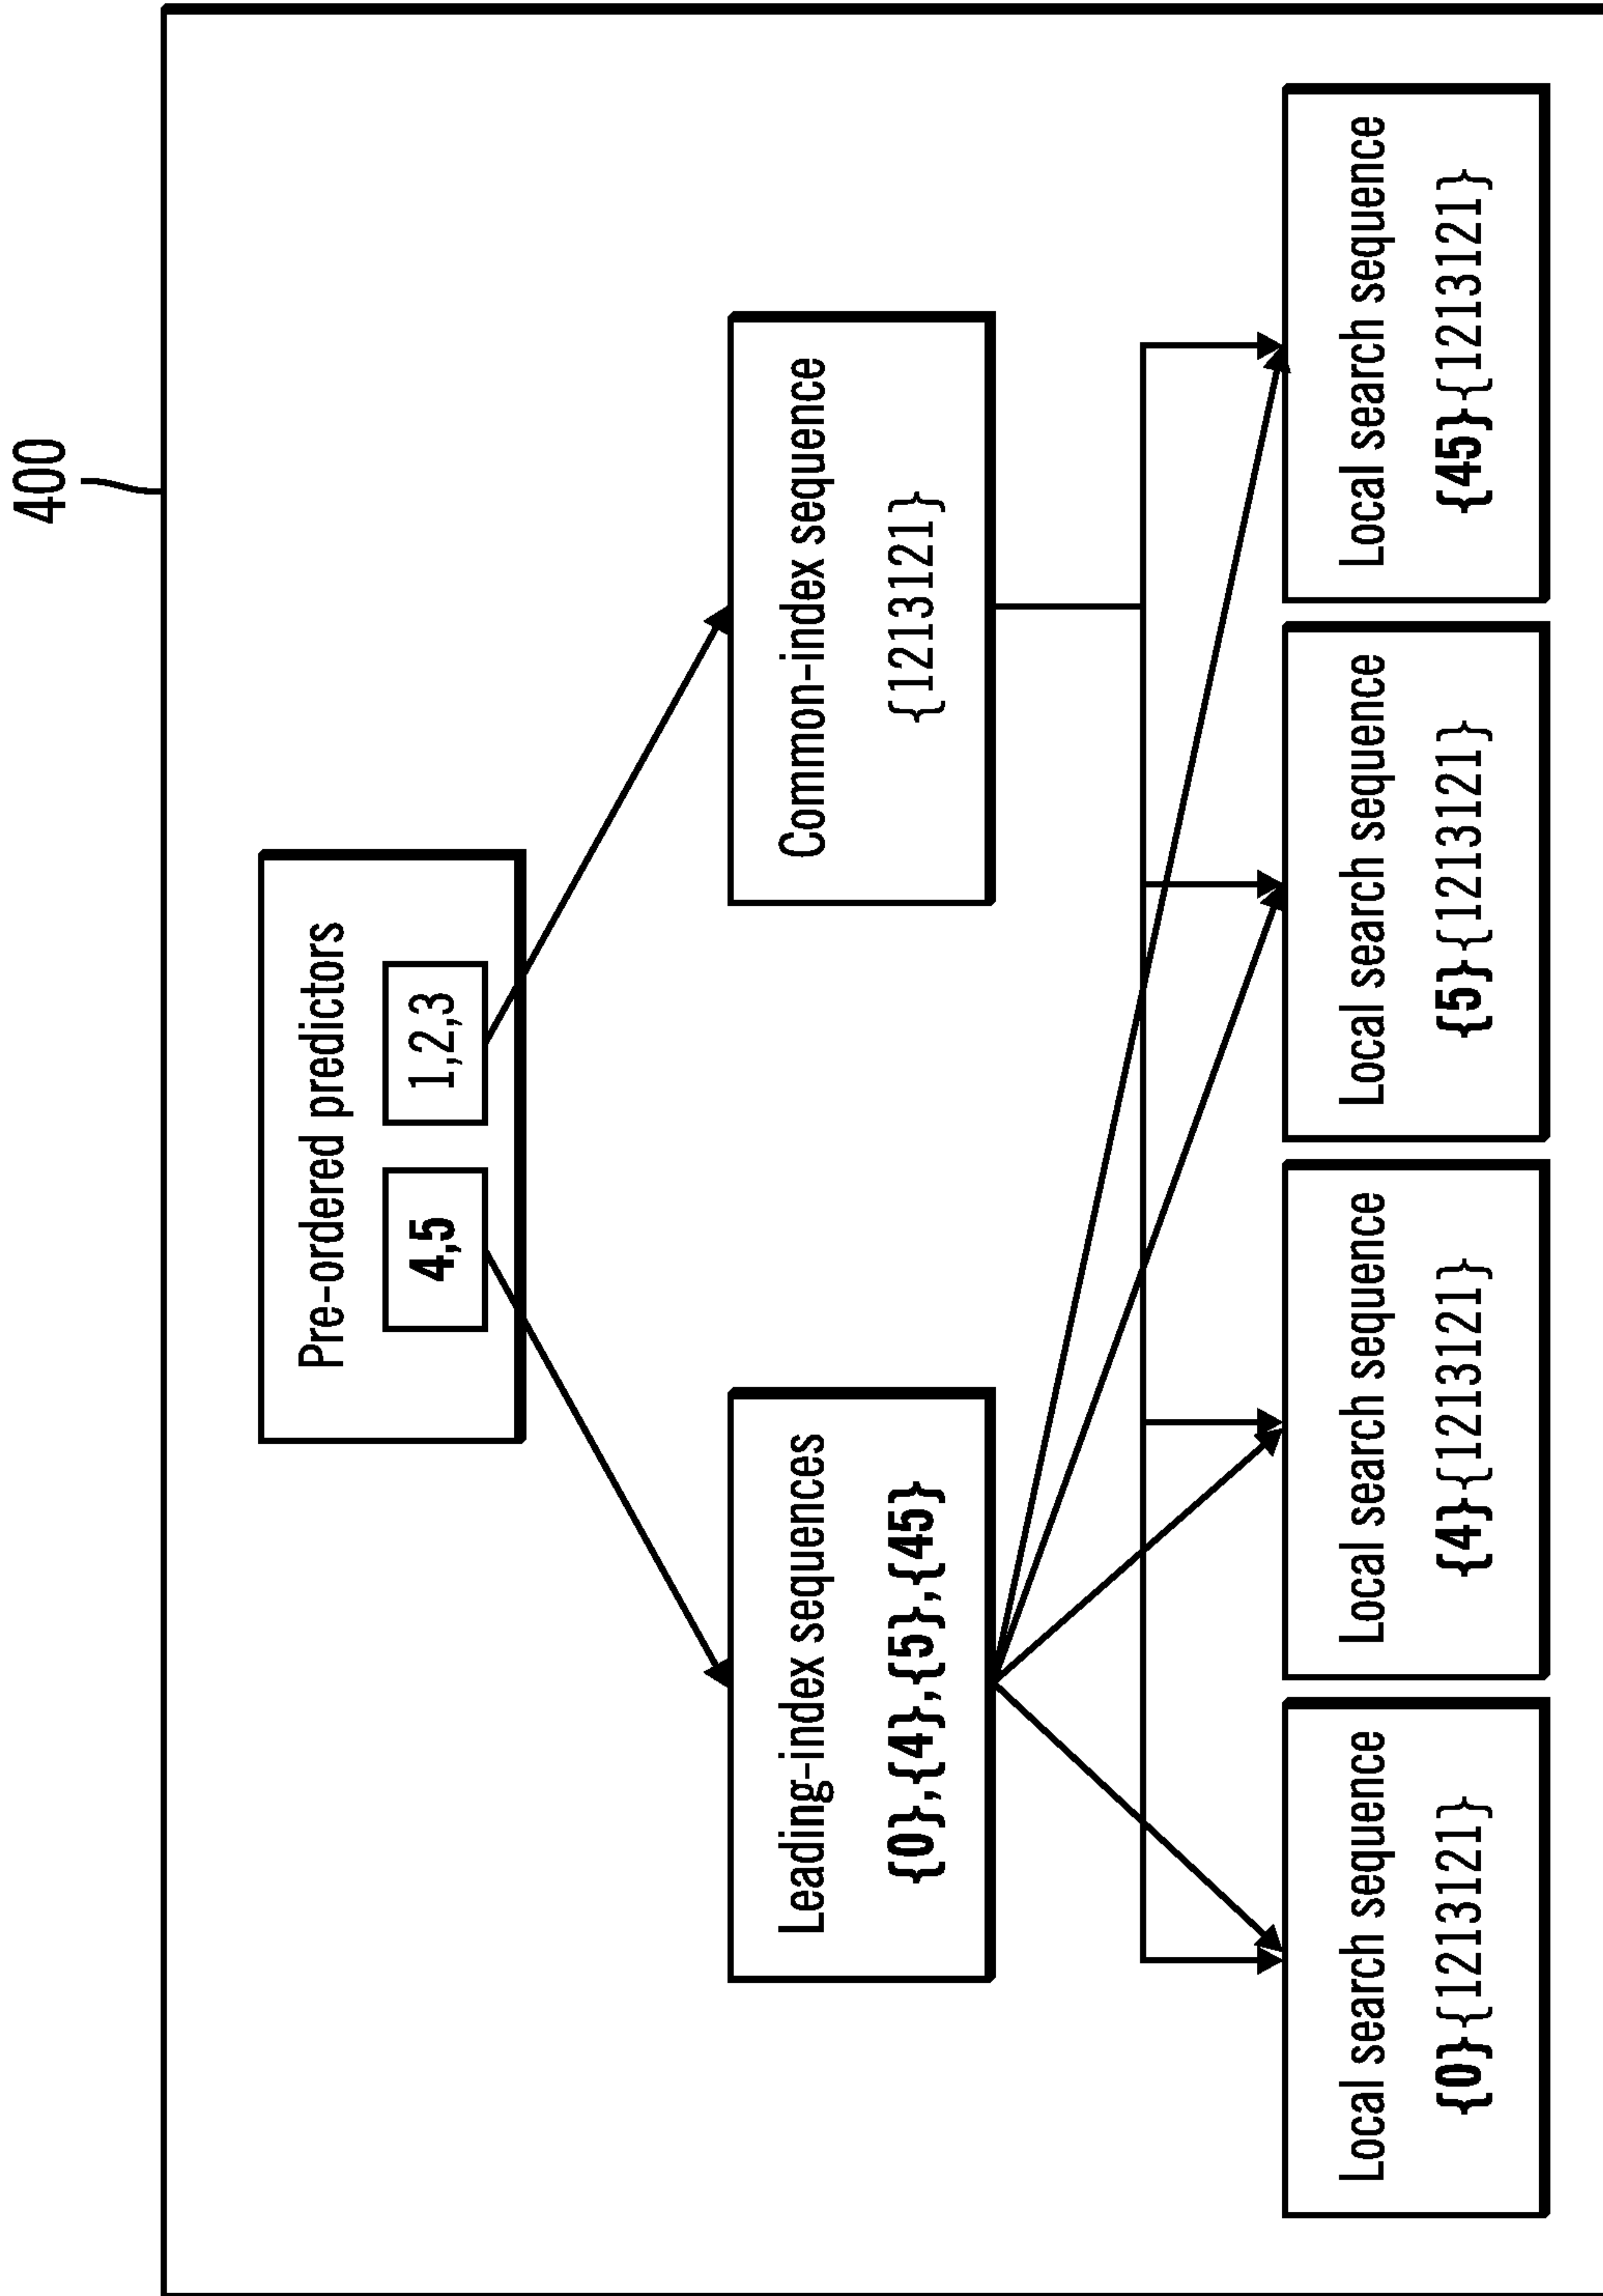 400
Pre-ordered predictors
4,5
1,2,3
Leading-index sequences
{0},{4},{5},{45}
Common-index sequence
{1213121}
Local search sequence
{0}{1213121}
Local search sequence
{4}{1213121}
Local search sequence
{5}{1213121}
Local search sequence
{45}{1213121}